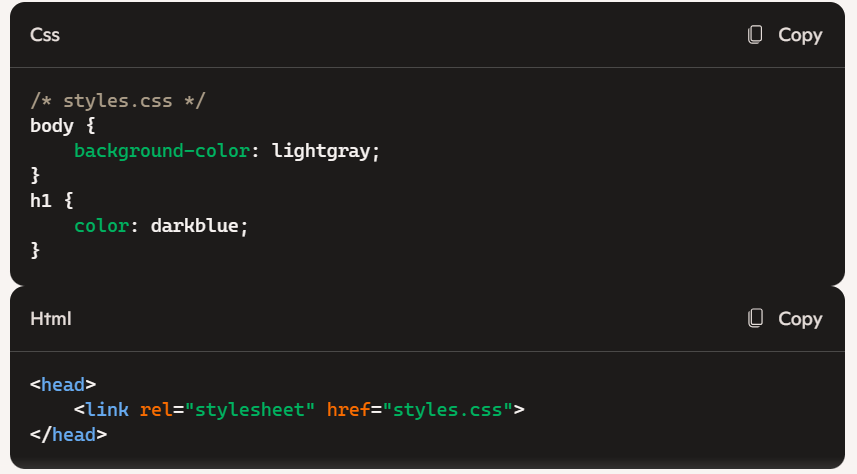 Css Copy
/* styles.css */
body {
    background-color: lightgray;
}
h1 {
    color: darkblue;
}
Html Copy
<head>
    <link rel="stylesheet" href="styles.css">
</head>